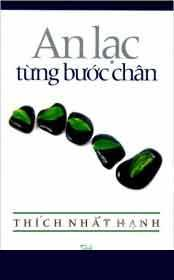 An lạc
từng bước chân
THÍCH NHẤT HẠNH